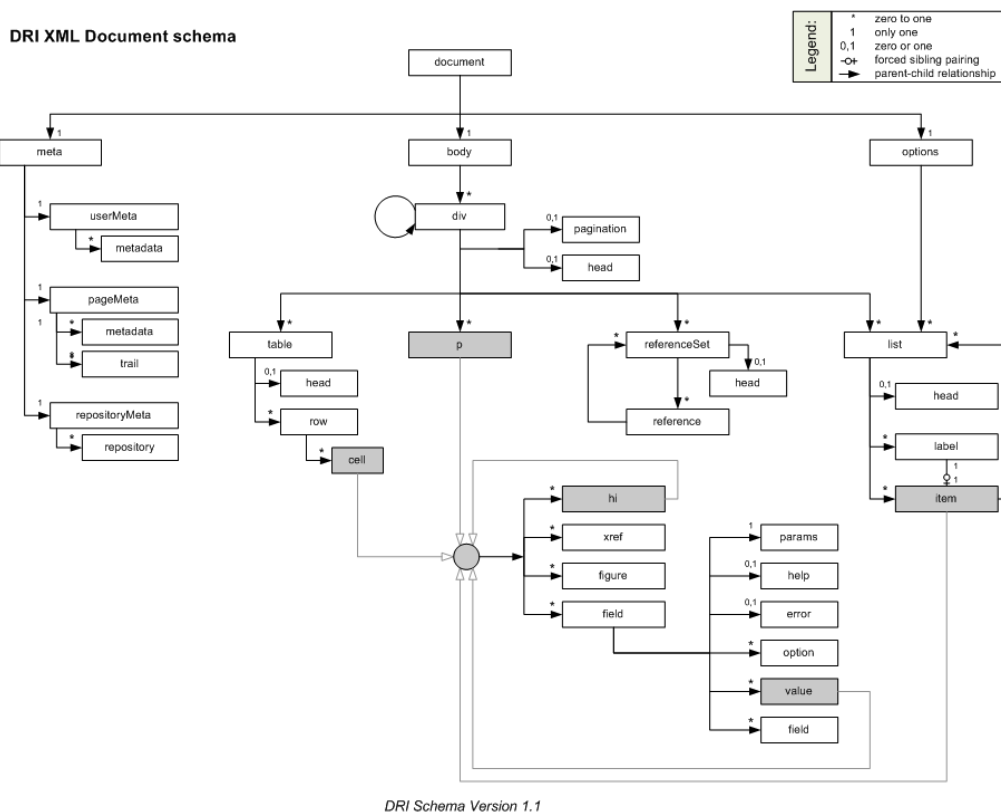 DRI XML Document schema
Legend:
* zero to one
1 only one
0,1 zero or one
forced sibling pairing
parent-child relationship
document
1 1 1
meta body options
*
1 userMeta
* metadata
div
0,1 pagination
0,1 head
1 pageMeta
1
* metadata
* trail
1 repositoryMeta
* repository
* * * * * *
table p referenceSet list
*
0,1 head
* row
* cell
0,1
head
*
reference
0,1 head
* label
1
1
* item
* hi
* xref
* figure
* field
1 params
0,1 help
0,1 error
* option
* value
* field
DRI Schema Version 1.1